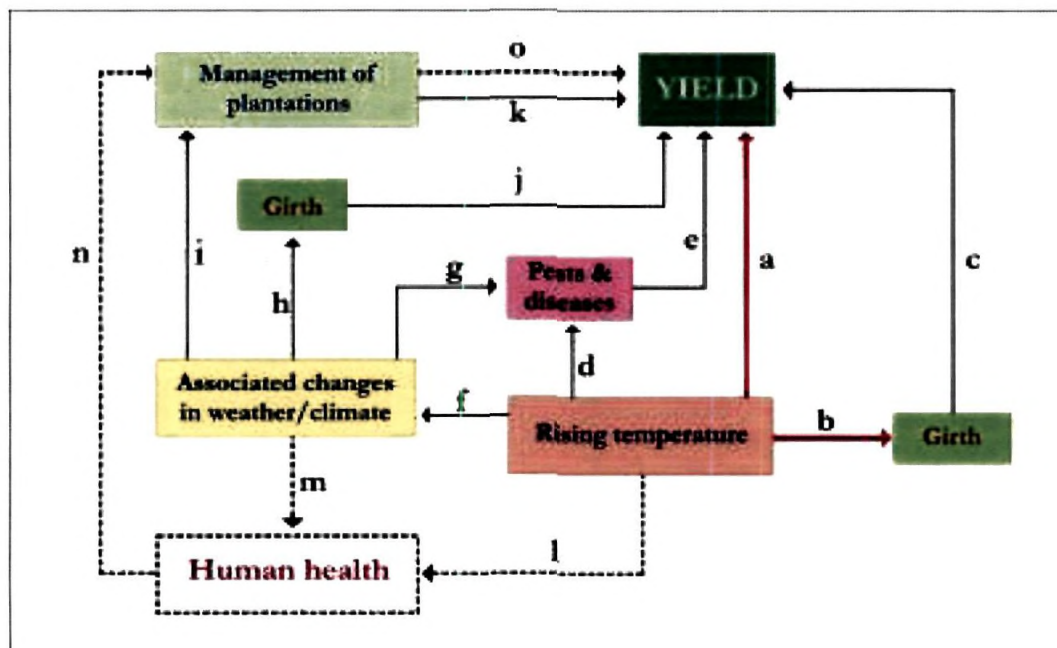 o
Management of
plantations
YIELD
k
j
Girth
n
i
e
a
c
g
Pests &
diseases
h
d
Associated changes
in weather/climate
f
Rising temperature
b
Girth
m
l
Human health